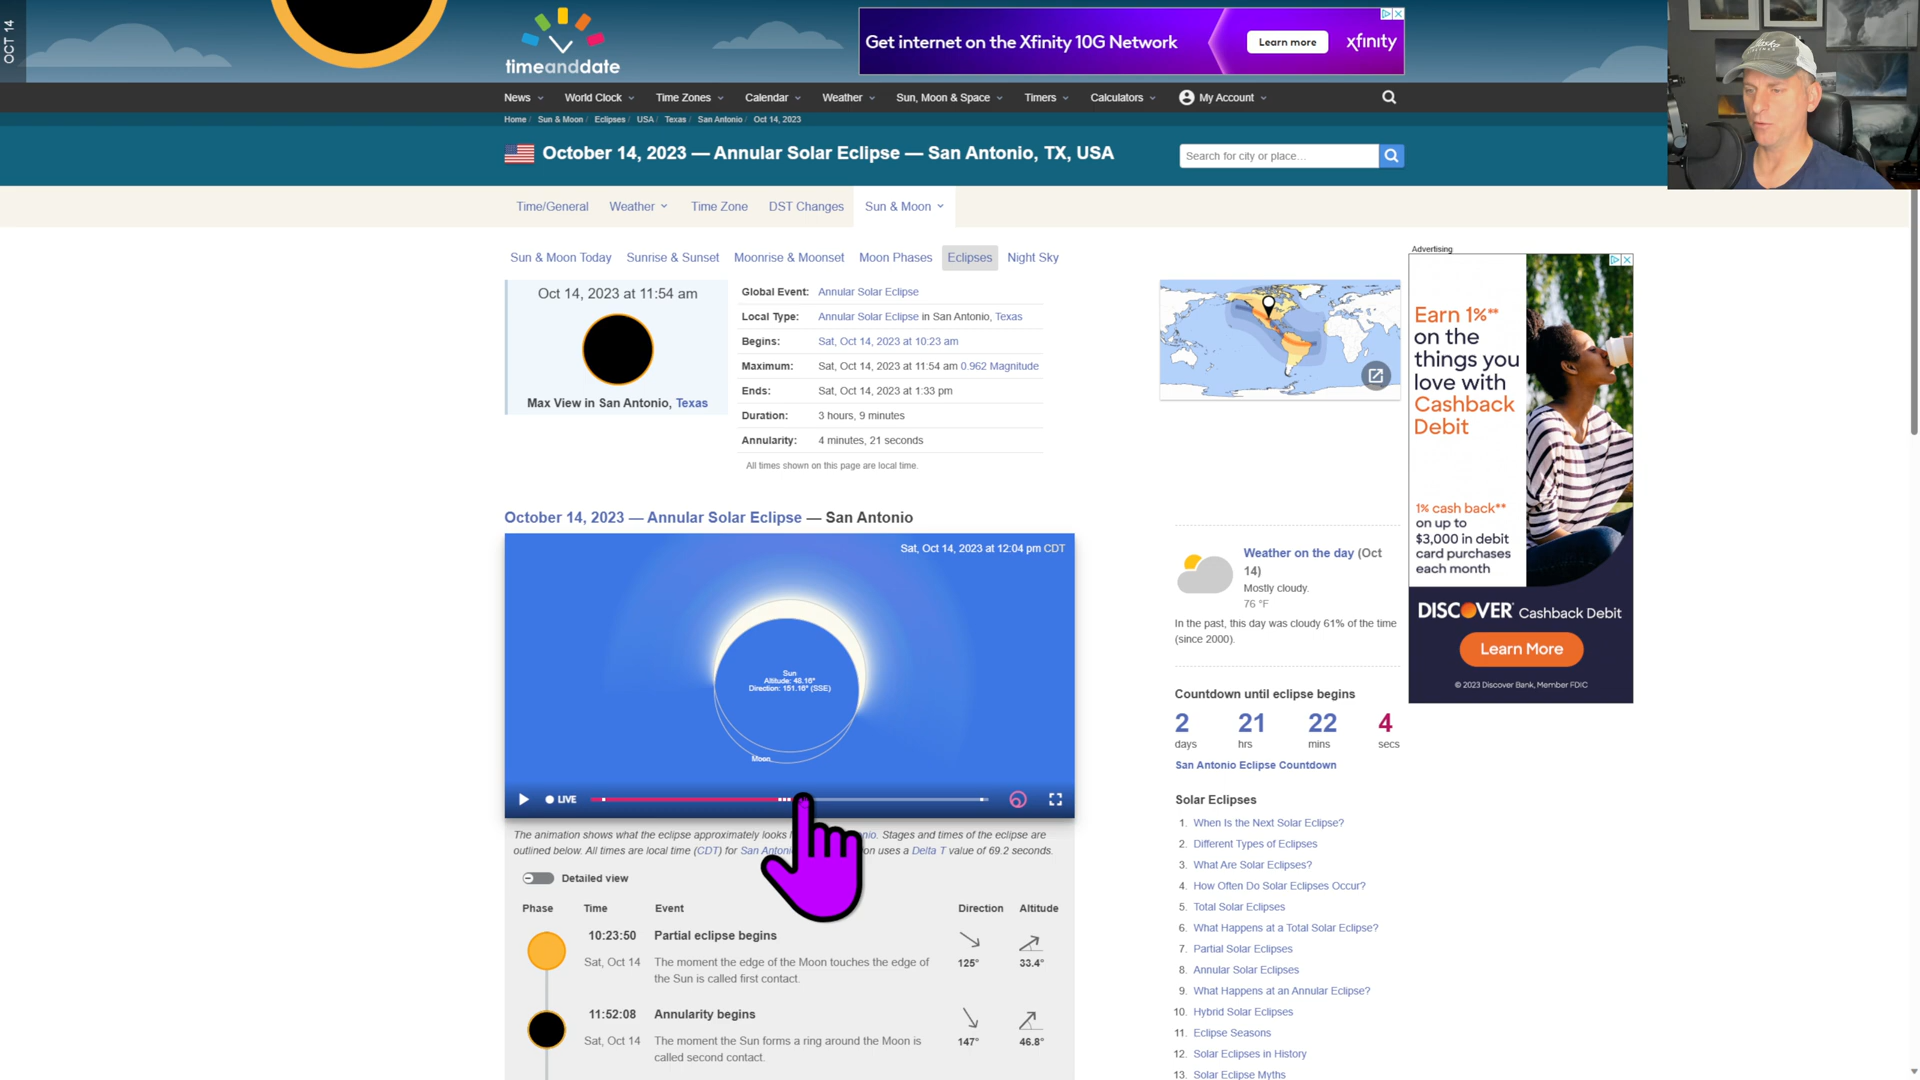 OCT 14
timeanddate
Get internet on the Xfinity 10G Network
Learn more
xfinity
News
World Clock
Time Zones
Calendar
Weather
Sun, Moon & Space
Timers
Calculators
My Account
Home / Sun & Moon / Eclipses / USA / Texas / San Antonio / Oct 14, 2023
October 14, 2023 — Annular Solar Eclipse — San Antonio, TX, USA
Search for city or place...
Time/General
Weather
Time Zone
DST Changes
Sun & Moon
Sun & Moon Today
Sunrise & Sunset
Moonrise & Moonset
Moon Phases
Eclipses
Night Sky
Oct 14, 2023 at 11:54 am
Max View in San Antonio, Texas
Global Event: Annular Solar Eclipse
Local Type: Annular Solar Eclipse in San Antonio, Texas
Begins: Sat, Oct 14, 2023 at 10:23 am
Maximum: Sat, Oct 14, 2023 at 11:54 am 0.962 Magnitude
Ends: Sat, Oct 14, 2023 at 1:33 pm
Duration: 3 hours, 9 minutes
Annularity: 4 minutes, 21 seconds
All times shown on this page are local time.
October 14, 2023 — Annular Solar Eclipse — San Antonio
Sat, Oct 14, 2023 at 12:04 pm CDT
Sun
Altitude: 48.16°
Direction: 151.16° (SSE)
Moon
LIVE
The animation shows what the eclipse approximately looks nio. Stages and times of the eclipse are
outlined below. All times are local time (CDT) for San Anton on uses a Delta T value of 69.2 seconds.
Detailed view
Phase Time Event Direction Altitude
10:23:50 Partial eclipse begins
Sat, Oct 14 The moment the edge of the Moon touches the edge of
the Sun is called first contact.
125° 33.4°
11:52:08 Annularity begins
Sat, Oct 14 The moment the Sun forms a ring around the Moon is
called second contact.
147° 46.8°
Weather on the day (Oct
14)
Mostly cloudy.
76 °F
In the past, this day was cloudy 61% of the time
(since 2000).
Countdown until eclipse begins
2 21 22 4
days hrs mins secs
San Antonio Eclipse Countdown
Solar Eclipses
1. When Is the Next Solar Eclipse?
2. Different Types of Eclipses
3. What Are Solar Eclipses?
4. How Often Do Solar Eclipses Occur?
5. Total Solar Eclipses
6. What Happens at a Total Solar Eclipse?
7. Partial Solar Eclipses
8. Annular Solar Eclipses
9. What Happens at an Annular Eclipse?
10. Hybrid Solar Eclipses
11. Eclipse Seasons
12. Solar Eclipses in History
13. Solar Eclipse Myths
Advertising
Earn 1%**
on the
things you
love with
Cashback
Debit
1% cash back**
on up to
$3,000 in debit
card purchases
each month
DISCOVER Cashback Debit
Learn More
© 2023 Discover Bank, Member FDIC